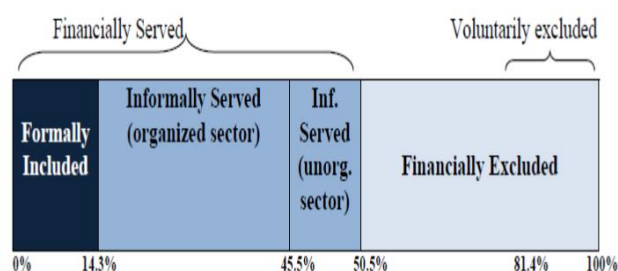 Financially Served
Voluntarily excluded
Formally
Included
Informally Served
(organized sector)
Inf.
Served
(unorg.
sector)
Financially Excluded
0% 14.3% 45.5% 50.5% 81.4% 100%